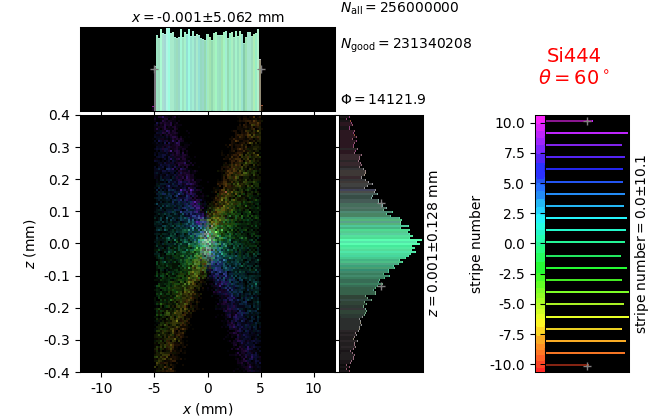 x = -0.001±5.062 mm
N_all = 256000000
N_good = 231340208
Φ = 14121.9
Si444
θ = 60°
0.4
0.3
0.2
0.1
0.0
-0.1
-0.2
-0.3
-0.4
z (mm)
-10
-5
0
5
10
x (mm)
z = 0.001±0.128 mm
10.0
7.5
5.0
2.5
0.0
-2.5
-5.0
-7.5
-10.0
stripe number
stripe number = 0.0±10.1